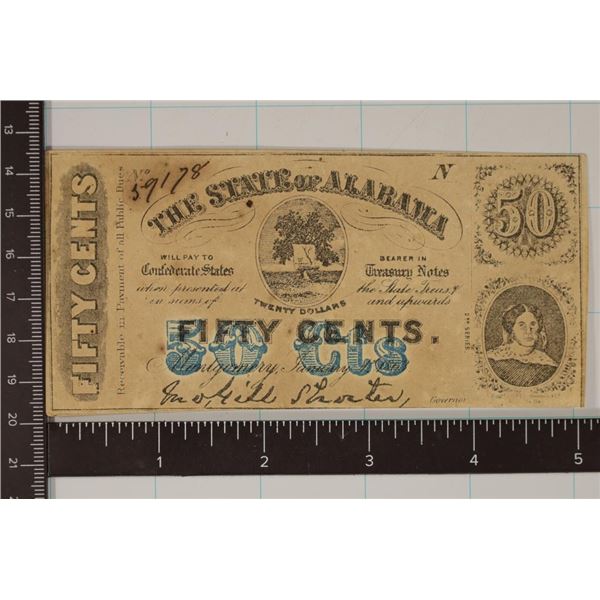 FIFTY CENTS
Receivable in Payment of all Public Dues
No
59178
N
THE STATE OF ALABAMA
50
WILL PAY TO BEARER IN
Confederate States Treasury Notes
when presented at the State Treasy
in sums of TWENTY DOLLARS and upwards
FIFTY CENTS.
50 Cts
Montgomery, January
SERIES
Jno Gill Shorter,
Governor
13
14
15
16
17
18
19
20
21
1 2 3 4 5